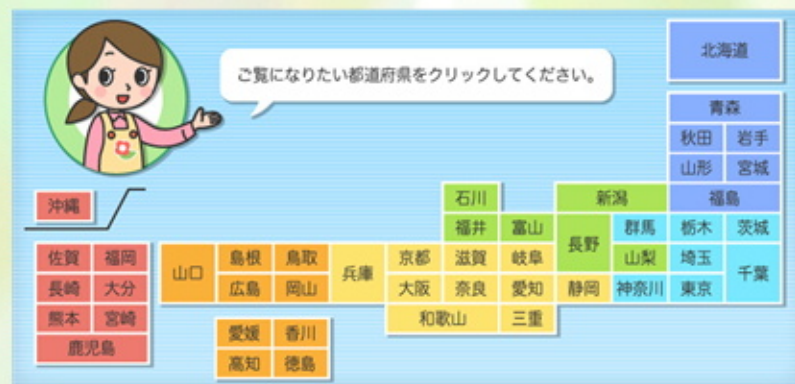 北海道
ご覧になりたい都道府県をクリックしてください。
青森
秋田 岩手
山形 宮城
沖縄 石川 新潟 福島
福井 富山 長野 群馬 栃木 茨城
佐賀 福岡 山口 島根 鳥取 兵庫 京都 滋賀 岐阜 山梨 埼玉 千葉
長崎 大分 広島 岡山 大阪 奈良 愛知 静岡 神奈川 東京
熊本 宮崎 和歌山 三重
鹿児島 愛媛 香川
高知 徳島